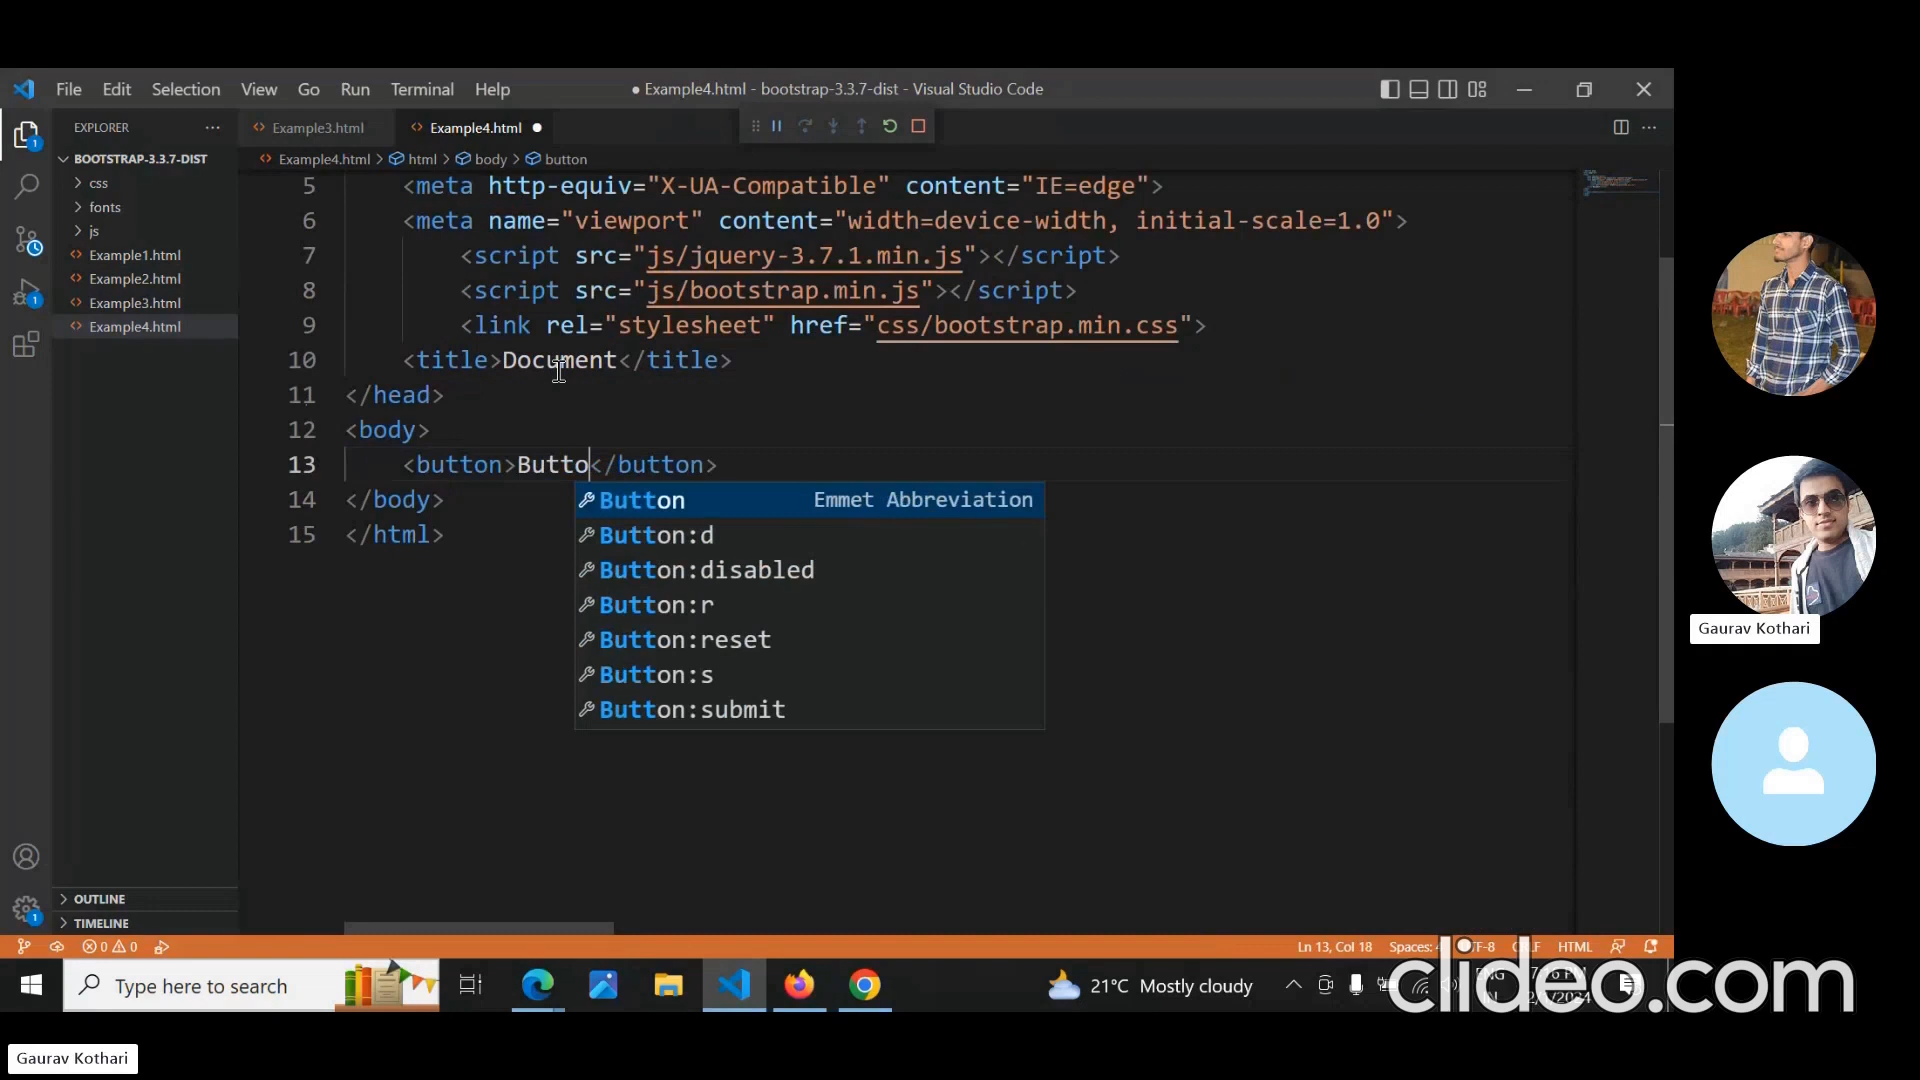 File Edit Selection View Go Run Terminal Help
● Example4.html - bootstrap-3.3.7-dist - Visual Studio Code
EXPLORER
Example3.html
Example4.html
BOOTSTRAP-3.3.7-DIST
Example4.html > html > body > button
css
fonts
js
Example1.html
Example2.html
Example3.html
Example4.html
5 <meta http-equiv="X-UA-Compatible" content="IE=edge">
6 <meta name="viewport" content="width=device-width, initial-scale=1.0">
7 <script src="js/jquery-3.7.1.min.js"></script>
8 <script src="js/bootstrap.min.js"></script>
9 <link rel="stylesheet" href="css/bootstrap.min.css">
10 <title>Document</title>
11 </head>
12 <body>
13 <button>Butto</button>
14 </body>
15 </html>
Button Emmet Abbreviation
Button:d
Button:disabled
Button:r
Button:reset
Button:s
Button:submit
Gaurav Kothari
OUTLINE
TIMELINE
0 0
Ln 13, Col 18 Spaces: HTML
Type here to search
21°C Mostly cloudy
clideo.com
Gaurav Kothari